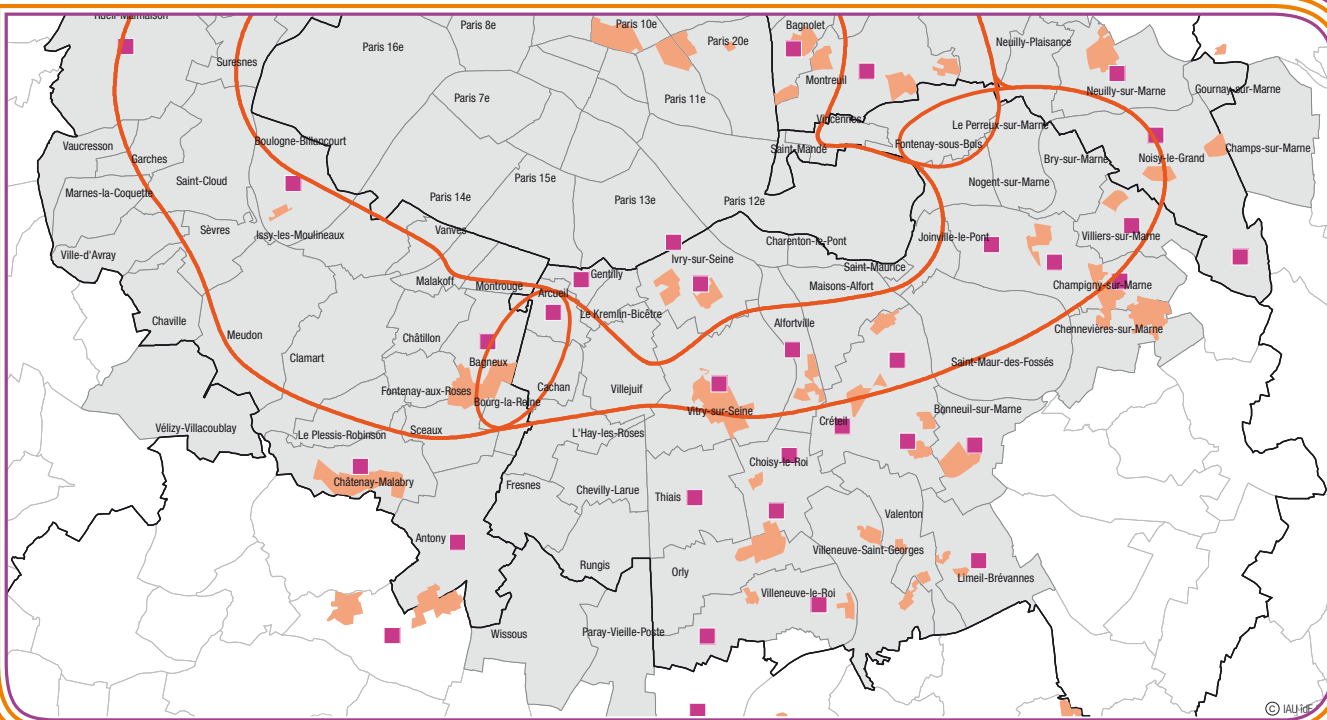 Rueil-Malmaison
Paris 8e
Paris 10e
Bagnolet
Paris 16e
Paris 20e
Neuilly-Plaisance
Suresnes
Montreuil
Neuilly-sur-Marne
Gournay-sur-Marne
Paris 7e
Paris 11e
Vincennes
Le Perreux-sur-Marne
Vaucresson
Boulogne-Billancourt
Saint-Mandé
Fontenay-sous-Bois
Champs-sur-Marne
Garches
Bry-sur-Marne
Noisy-le-Grand
Saint-Cloud
Paris 15e
Nogent-sur-Marne
Marnes-la-Coquette
Paris 14e
Paris 13e
Paris 12e
Sèvres
Issy-les-Moulineaux
Vanves
Charenton-le-Pont
Joinville-le-Pont
Villiers-sur-Marne
Ville-d'Avray
Ivry-sur-Seine
Saint-Maurice
Malakoff
Montrouge
Gentilly
Maisons-Alfort
Champigny-sur-Marne
Arcueil
Le Kremlin-Bicêtre
Chaville
Meudon
Châtillon
Alfortville
Chennevières-sur-Marne
Clamart
Bagneux
Saint-Maur-des-Fossés
Fontenay-aux-Roses
Cachan
Villejuif
Bourg-la-Reine
Vitry-sur-Seine
Bonneuil-sur-Marne
Vélizy-Villacoublay
Le Plessis-Robinson
Sceaux
L'Hay-les-Roses
Créteil
Choisy-le-Roi
Châtenay-Malabry
Fresnes
Chevilly-Larue
Thiais
Valenton
Antony
Villeneuve-Saint-Georges
Rungis
Orly
Limeil-Brévannes
Villeneuve-le-Roi
Wissous
Paray-Vieille-Poste
© IAU îdF